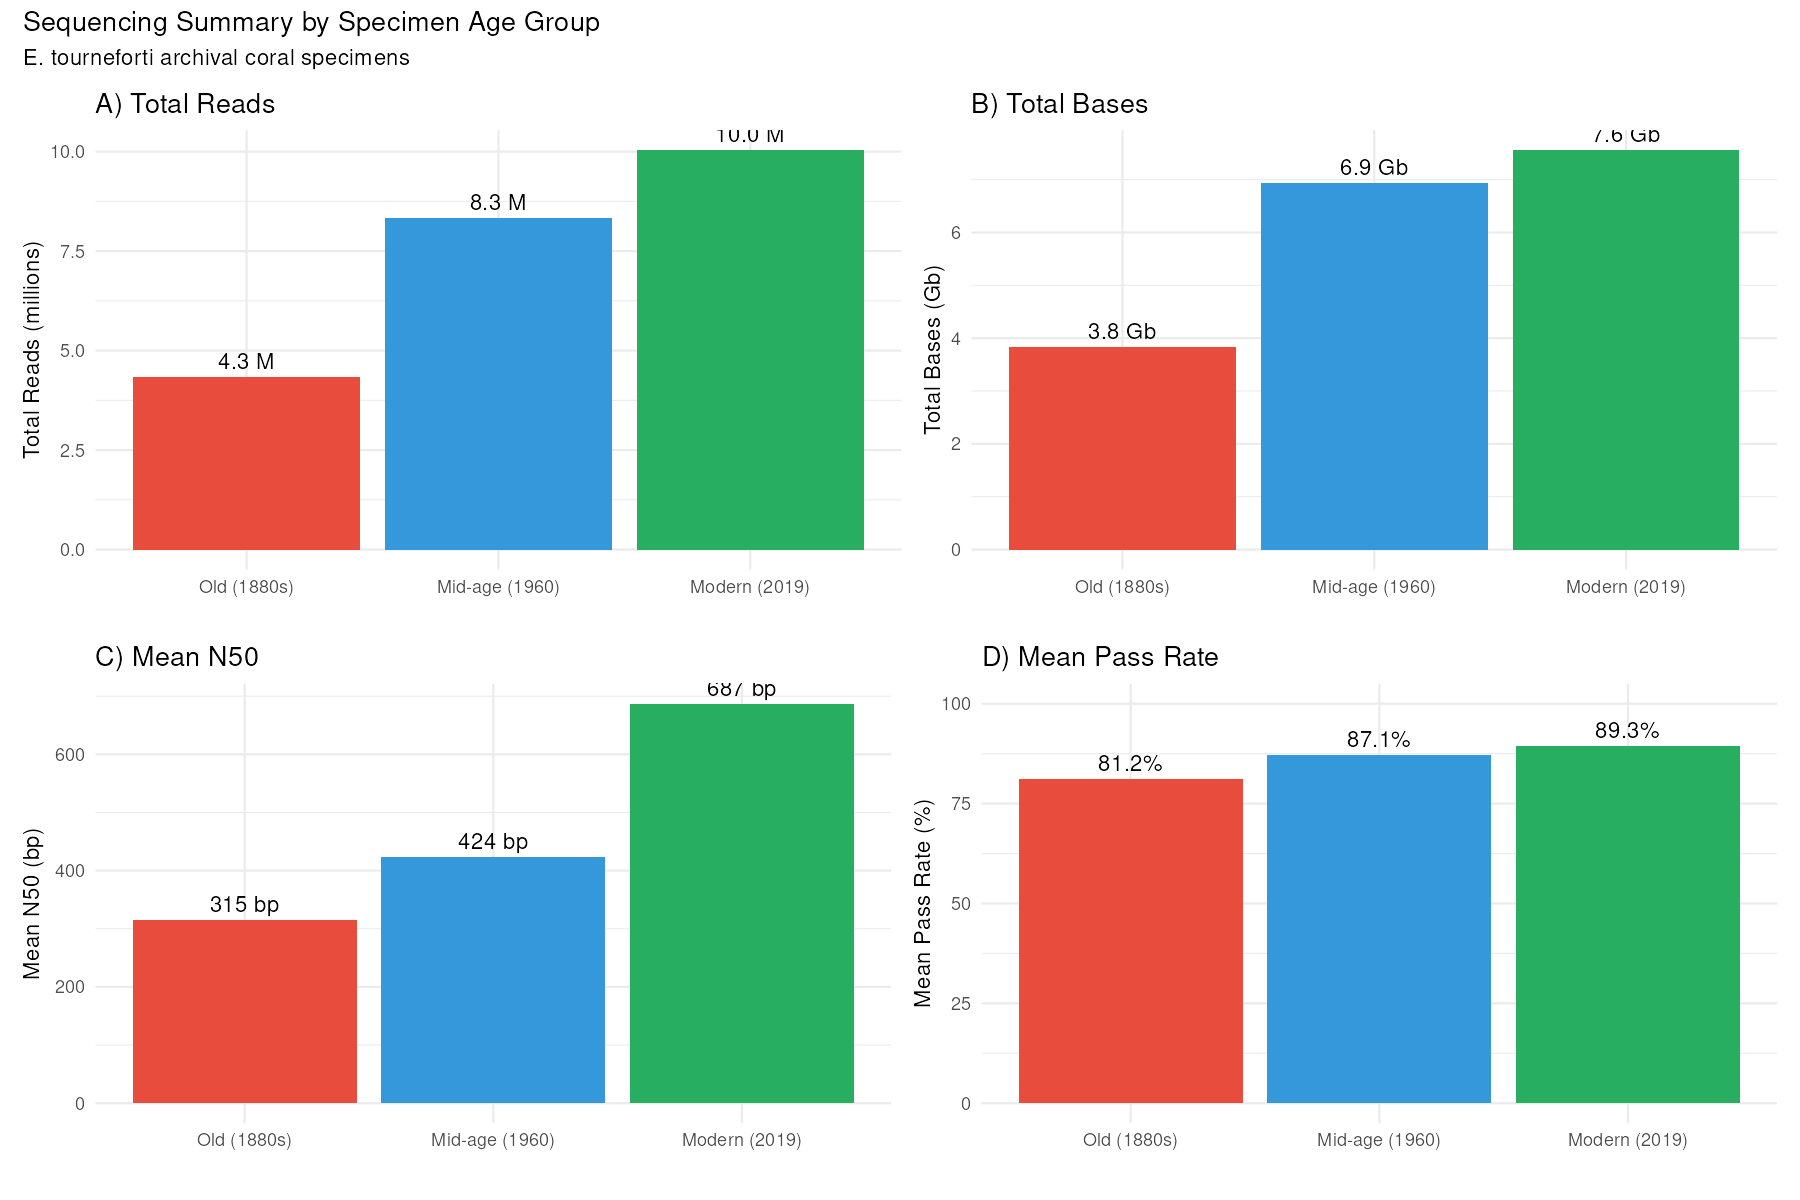 Sequencing Summary by Specimen Age Group
E. tourneforti archival coral specimens
A) Total Reads
Total Reads (millions)
10.0
7.5
5.0
2.5
0.0
4.3 M
8.3 M
10.0 M
Old (1880s)
Mid-age (1960)
Modern (2019)
B) Total Bases
Total Bases (Gb)
6
4
2
0
3.8 Gb
6.9 Gb
7.6 Gb
Old (1880s)
Mid-age (1960)
Modern (2019)
C) Mean N50
Mean N50 (bp)
600
400
200
0
315 bp
424 bp
687 bp
Old (1880s)
Mid-age (1960)
Modern (2019)
D) Mean Pass Rate
Mean Pass Rate (%)
100
75
50
25
0
81.2%
87.1%
89.3%
Old (1880s)
Mid-age (1960)
Modern (2019)